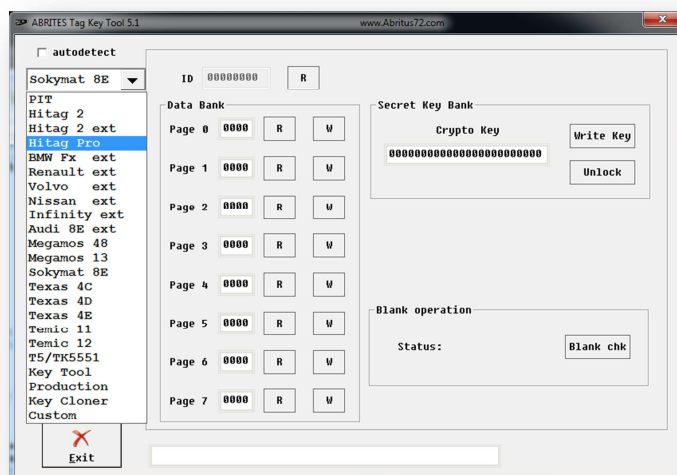 ABRITES Tag Key Tool 5.1 www.Abritus72.com
autodetect
Sokymat 8E
PIT
Hitag 2
Hitag 2 ext
Hitag Pro
BMW Fx ext
Renault ext
Volvo ext
Nissan ext
Infinity ext
Audi 8E ext
Megamos 48
Megamos 13
Sokymat 8E
Texas 4C
Texas 4D
Texas 4E
Temic 11
Temic 12
T5/TK5551
Key Tool
Production
Key Cloner
Custom
Exit
ID 00000000 R
Data Bank
Page 0 0000 R W
Page 1 0000 R W
Page 2 0000 R W
Page 3 0000 R W
Page 4 0000 R W
Page 5 0000 R W
Page 6 0000 R W
Page 7 0000 R W
Secret Key Bank
Crypto Key
000000000000000000000000
Write Key
Unlock
Blank operation
Status:
Blank chk